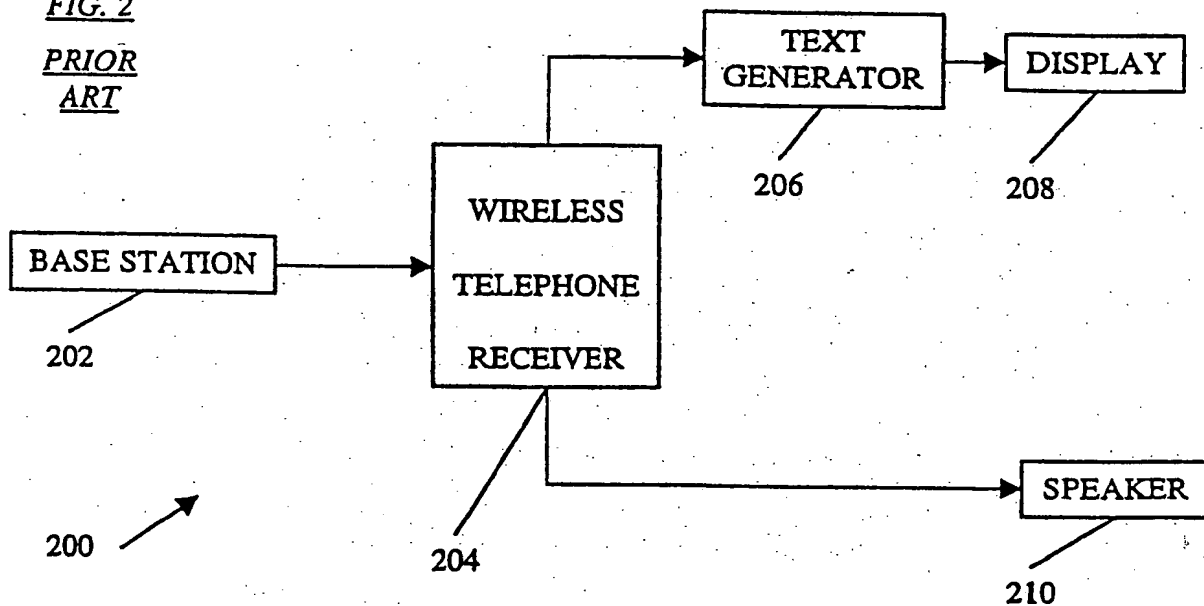 FIG. 2
PRIOR
ART
TEXT
GENERATOR
DISPLAY
206
208
WIRELESS
TELEPHONE
RECEIVER
BASE STATION
202
SPEAKER
200
204
210